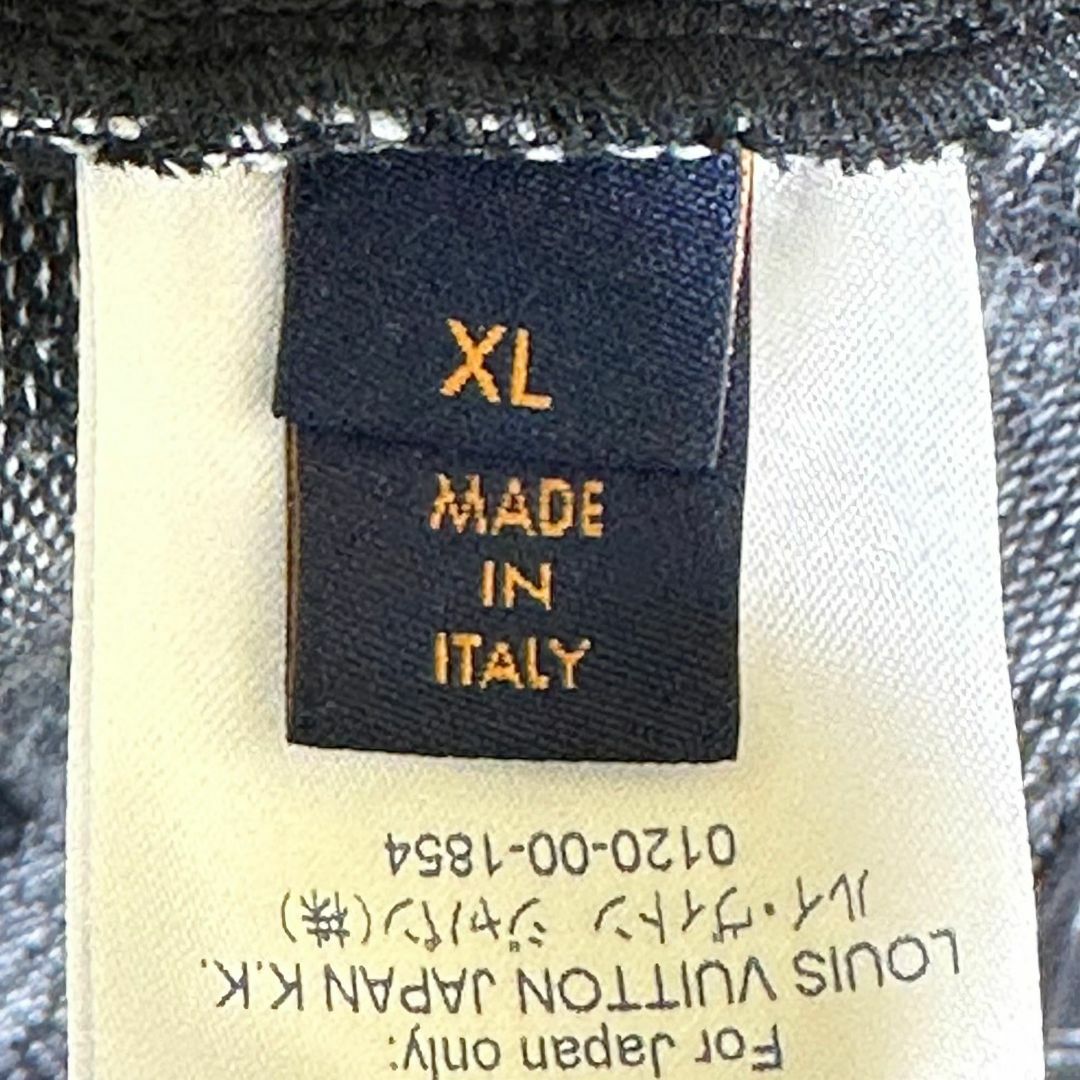 XL
MADE
IN
ITALY
For Japan only:
LOUIS VUITTON JAPAN K.K.
ルイ・ヴィトン ジャパン(株)
0120-00-1854